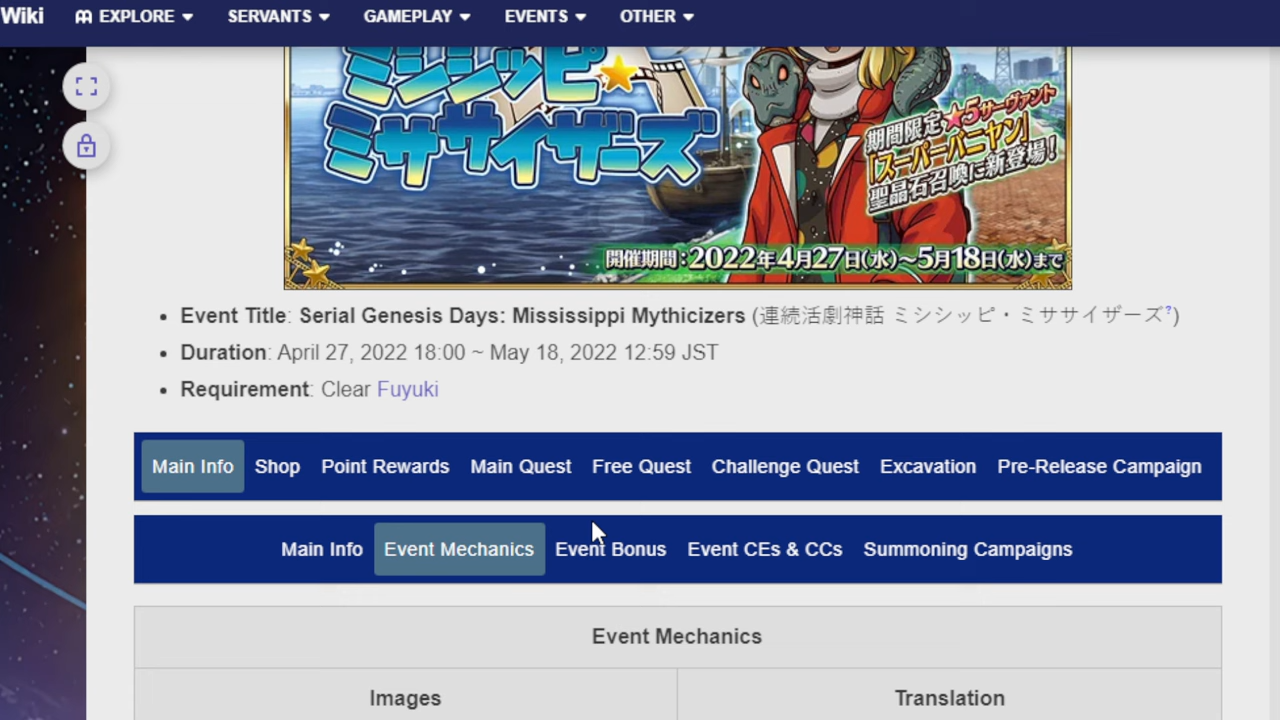 Wiki EXPLORE SERVANTS GAMEPLAY EVENTS OTHER
ミシシッピ・
ミササイザーズ
期間限定★5サーヴァント
「スーパーバニヤン」
聖晶石召喚に新登場!
開催期間:2022年4月27日(水)~5月18日(水)まで
• Event Title: Serial Genesis Days: Mississippi Mythicizers (連続活劇神話 ミシシッピ・ミササイザーズ?)
• Duration: April 27, 2022 18:00 ~ May 18, 2022 12:59 JST
• Requirement: Clear Fuyuki
Main Info Shop Point Rewards Main Quest Free Quest Challenge Quest Excavation Pre-Release Campaign
Main Info Event Mechanics Event Bonus Event CEs & CCs Summoning Campaigns
Event Mechanics
Images Translation